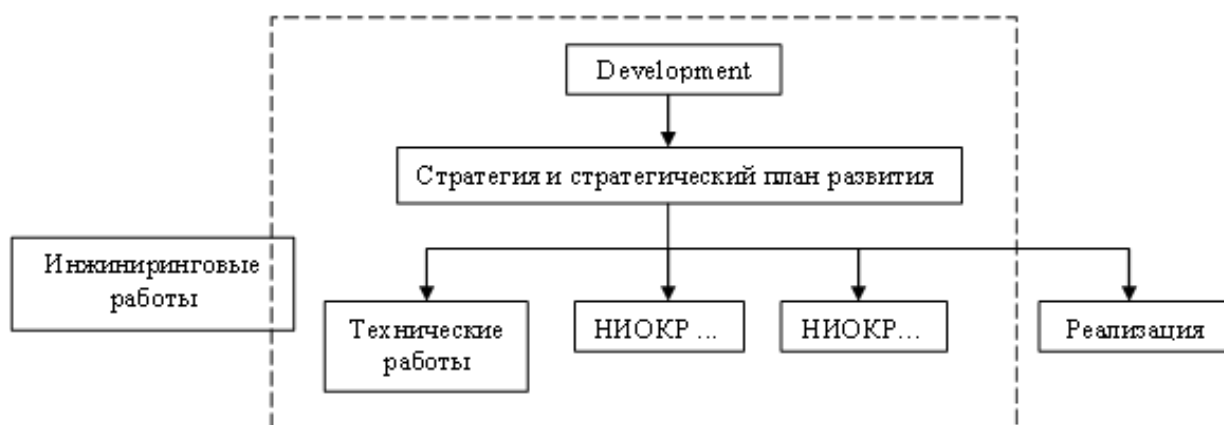 Development
Стратегия и стратегический план развития
Инжиниринговые
работы
Технические
работы
НИОКР ...
НИОКР...
Реализация